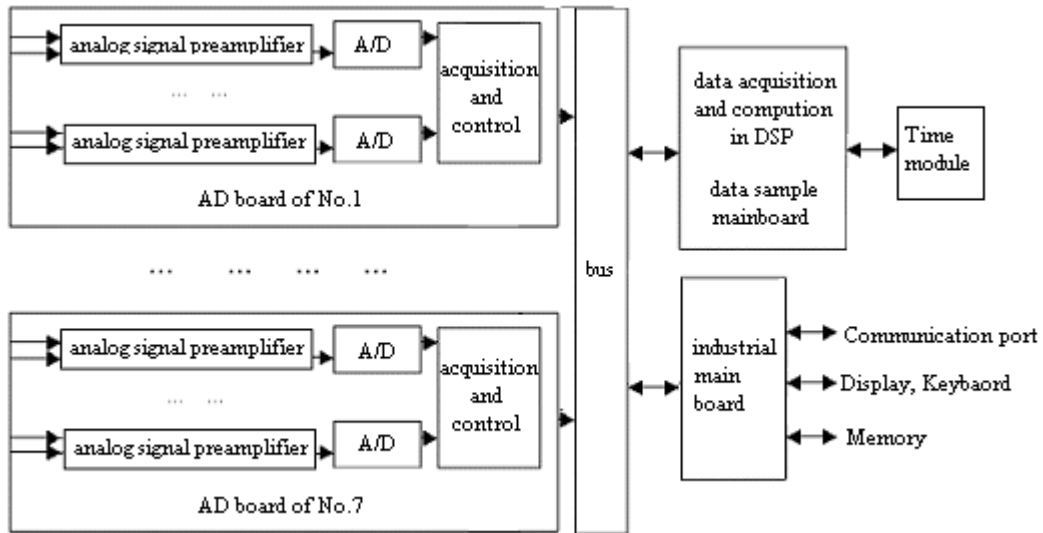 analog signal preamplifier
A/D
... ...
analog signal preamplifier
A/D
acquisition
and
control
AD board of No.1
... ... ... ...
analog signal preamplifier
A/D
... ...
analog signal preamplifier
A/D
acquisition
and
control
AD board of No.7
bus
data acquisition
and compution
in DSP
data sample
mainboard
Time
module
industrial
main
board
Communication port
Display, Keybaord
Memory